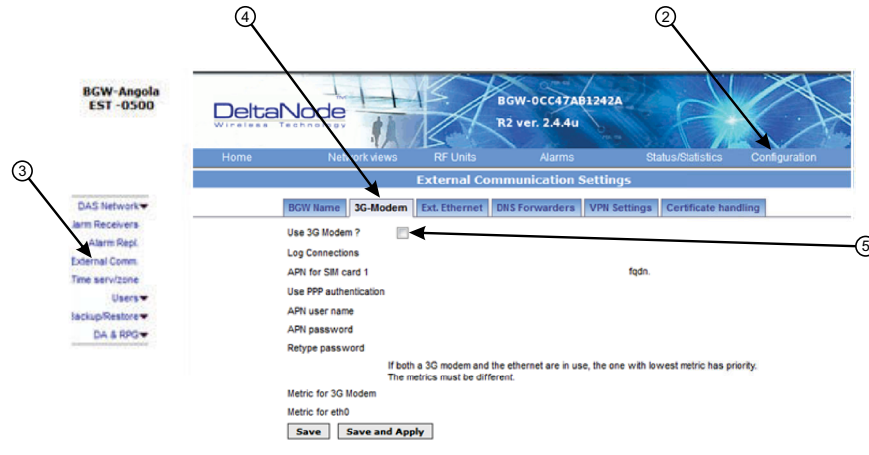 ④
②
BGW-Angola
EST -0500
DeltaNode
Wireless Technology
BGW-0CC47AB1242A
R2 ver. 2.4.4u
Home Network views RF Units Alarms Status/Statistics Configuration
External Communication Settings
③
DAS Network
Alarm Repl.
External Comm.
Time serv/zone
Users
DA & RPG
BGW Name 3G-Modem Ext. Ethernet DNS Forwarders VPN Settings Certificate handling
Use 3G Modem ?
⑤
Log Connections
APN for SIM card 1 fqdn.
Use PPP authentication
APN user name
APN password
Retype password
If both a 3G modem and the ethernet are in use, the one with lowest metric has priority.
The metrics must be different.
Metric for 3G Modem
Metric for eth0
Save Save and Apply